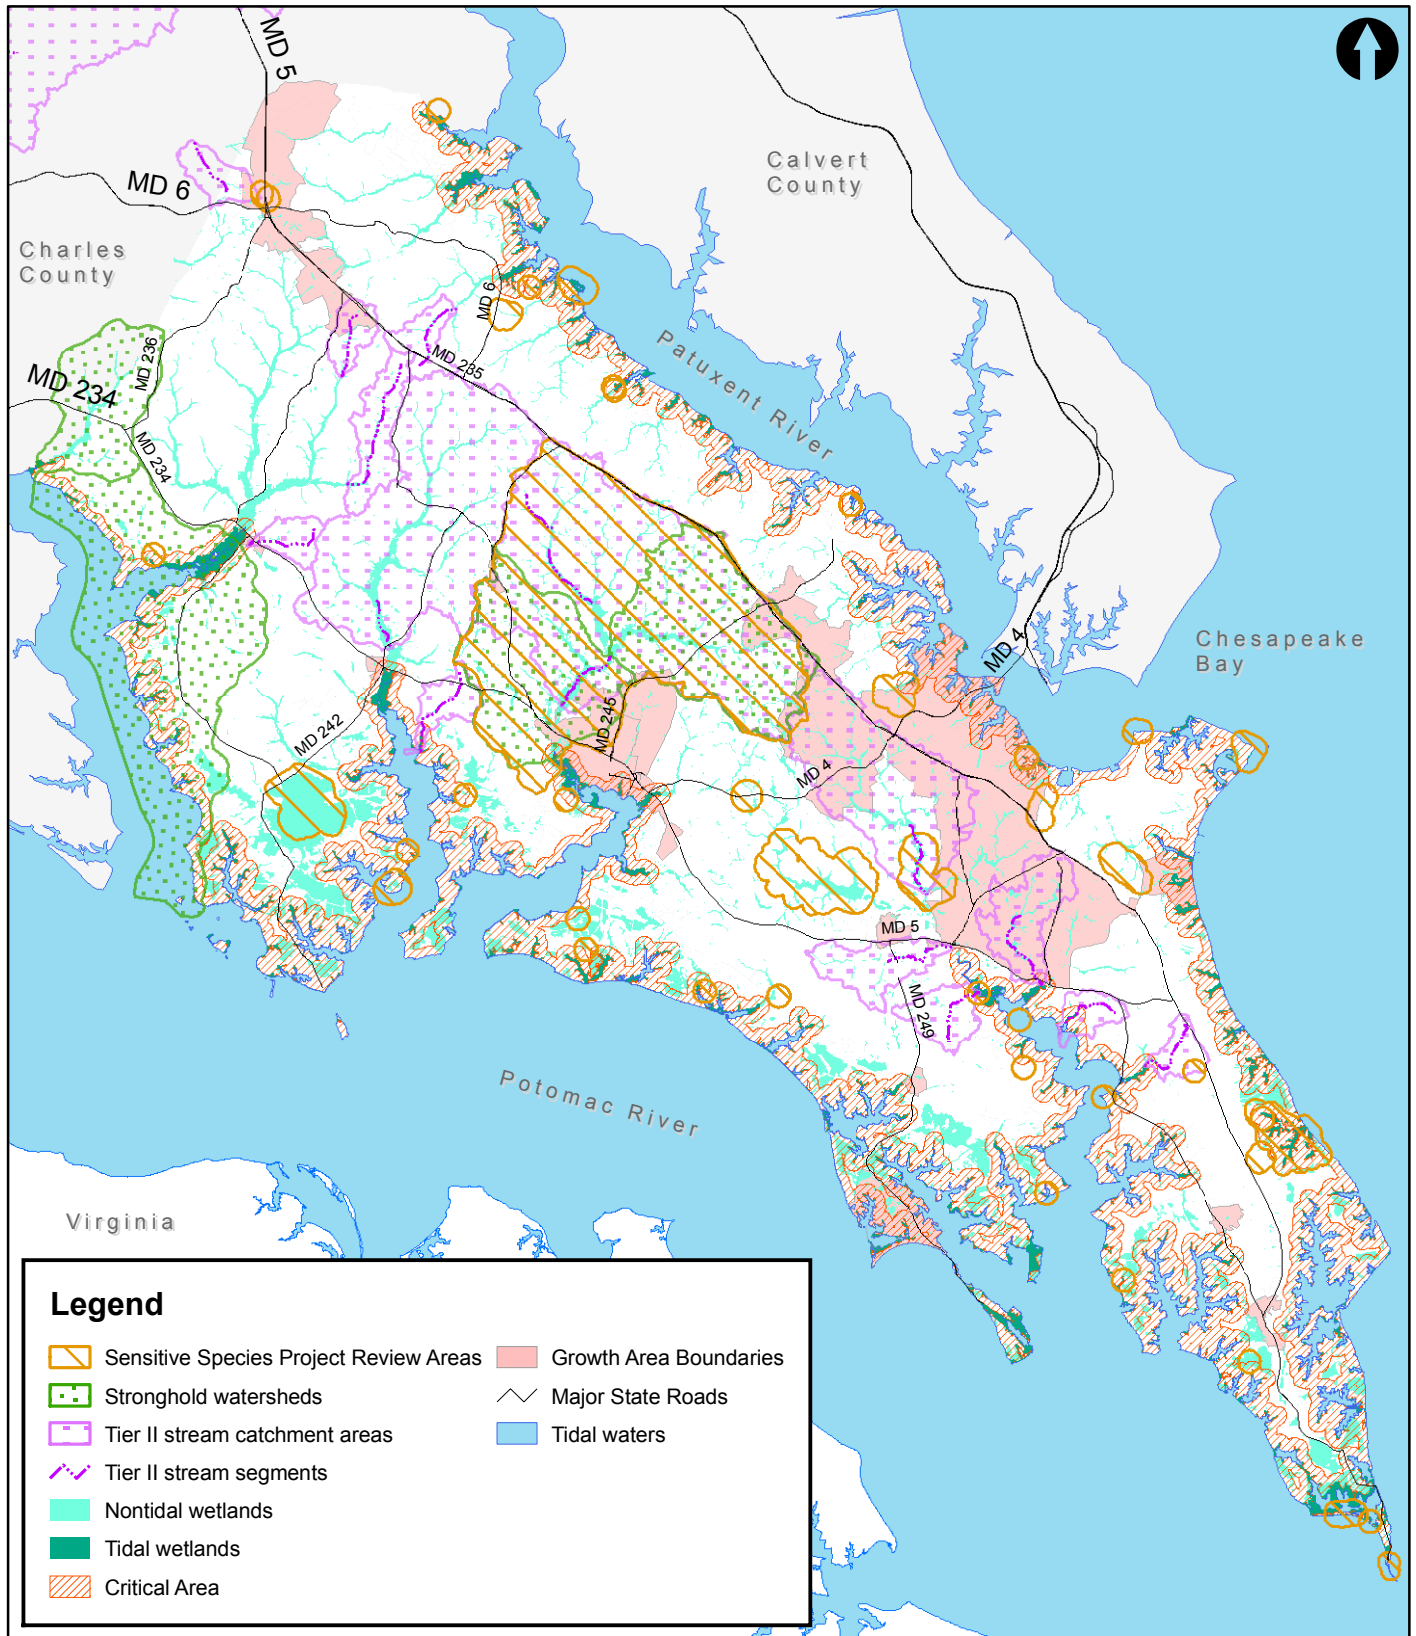 MD 5
Calvert
County
MD 6
Charles
County
MD 6
MD 236
MD 235
MD 234
Patuxent River
MD 234
MD 4
Chesapeake
Bay
MD 245
MD 242
MD 4
MD 5
MD 249
Potomac River
Virginia
Legend
Sensitive Species Project Review Areas
Stronghold watersheds
Tier II stream catchment areas
Tier II stream segments
Nontidal wetlands
Tidal wetlands
Critical Area
Growth Area Boundaries
Major State Roads
Tidal waters